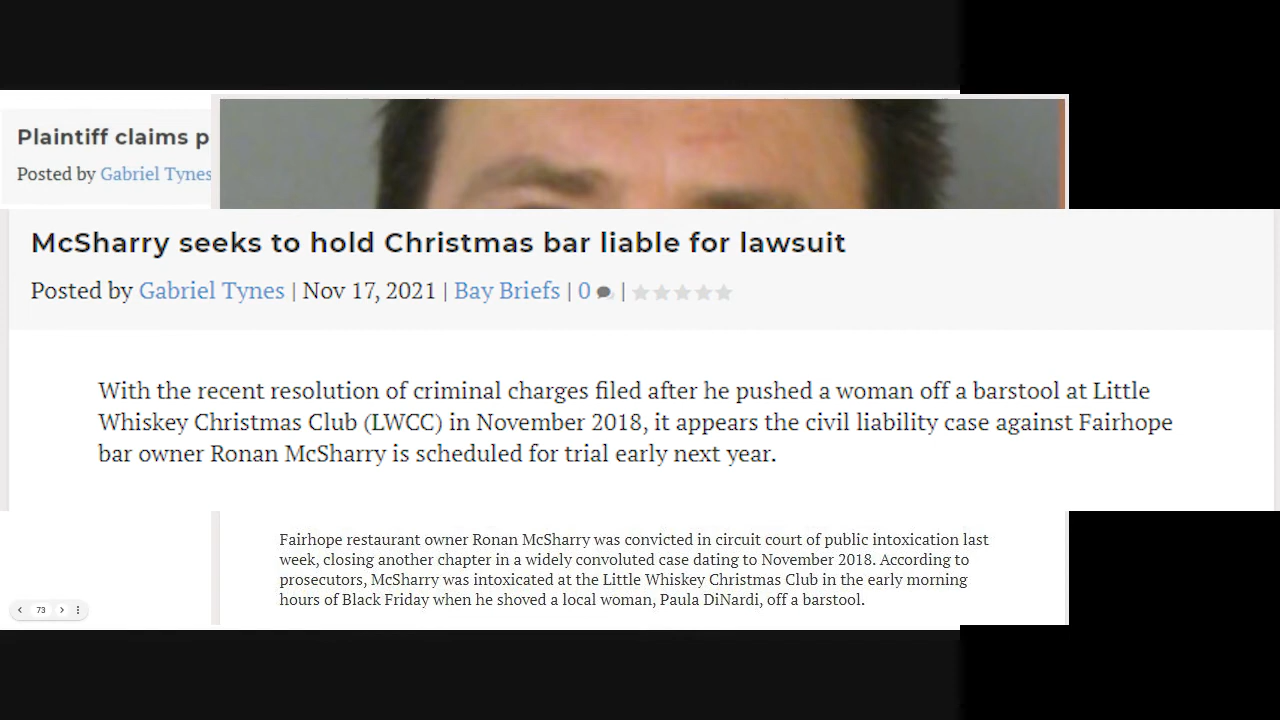 Plaintiff claims p
Posted by Gabriel Tynes
McSharry seeks to hold Christmas bar liable for lawsuit
Posted by Gabriel Tynes | Nov 17, 2021 | Bay Briefs | 0 |
With the recent resolution of criminal charges filed after he pushed a woman off a barstool at Little
Whiskey Christmas Club (LWCC) in November 2018, it appears the civil liability case against Fairhope
bar owner Ronan McSharry is scheduled for trial early next year.
Fairhope restaurant owner Ronan McSharry was convicted in circuit court of public intoxication last
week, closing another chapter in a widely convoluted case dating to November 2018. According to
prosecutors, McSharry was intoxicated at the Little Whiskey Christmas Club in the early morning
hours of Black Friday when he shoved a local woman, Paula DiNardi, off a barstool.
73